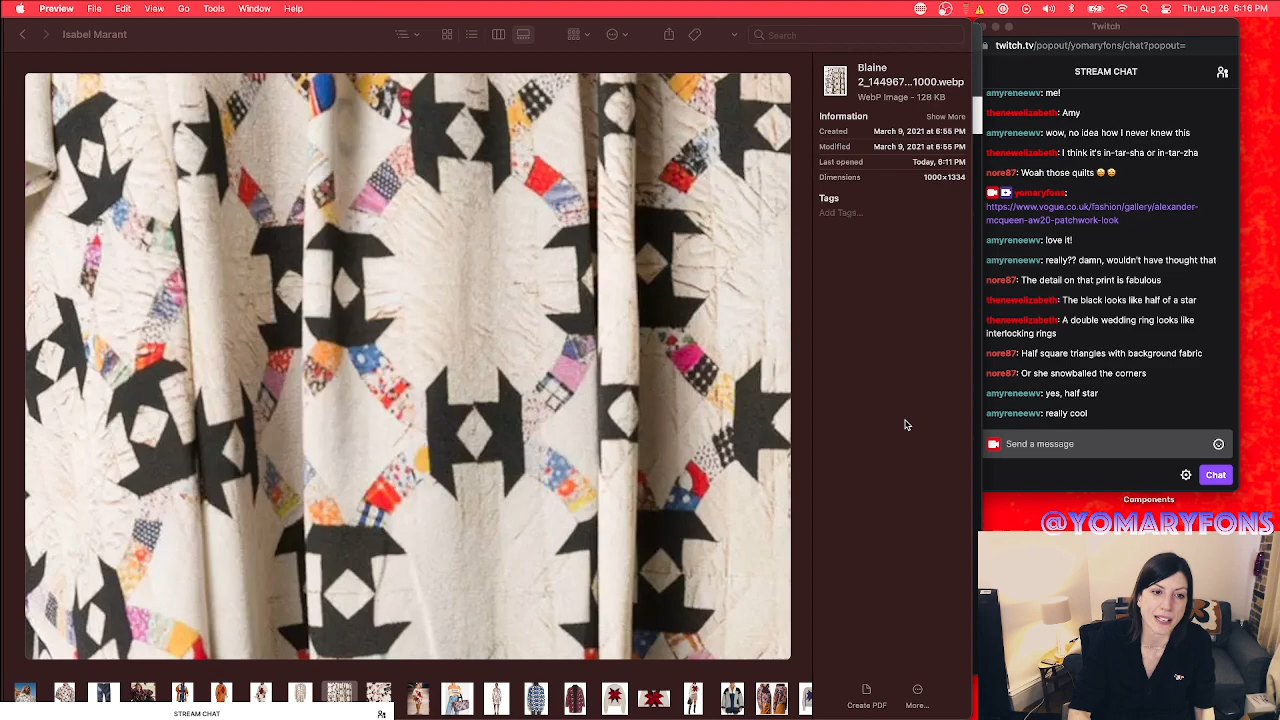 Preview File Edit View Go Tools Window Help
Thu Aug 26 6:16 PM
Isabel Marant
Search
Blaine
2_144967...1000.webp
WebP Image - 128 KB
Information Show More
Created March 9, 2021 at 6:55 PM
Modified March 9, 2021 at 6:55 PM
Last opened Today, 6:11 PM
Dimensions 1000×1334
Tags
Add Tags...
Create PDF More...
STREAM CHAT
Twitch
twitch.tv/popout/yomaryfons/chat?popout=
STREAM CHAT
amyreneewv: me!
thenewelizabeth: Amy
amyreneewv: wow, no idea how I never knew this
thenewelizabeth: I think it's in-tar-sha or in-tar-zha
nore87: Woah those quilts 🤩 🤩
yomaryfons:
https://www.vogue.co.uk/fashion/gallery/alexander-
mcqueen-aw20-patchwork-look
amyreneewv: love it!
amyreneewv: really?? damn, wouldn't have thought that
nore87: The detail on that print is fabulous
thenewelizabeth: The black looks like half of a star
thenewelizabeth: A double wedding ring looks like
interlocking rings
nore87: Half square triangles with background fabric
nore87: Or she snowballed the corners
amyreneewv: yes, half star
amyreneewv: really cool
Send a message
Chat
Components
@YOMARYFONS